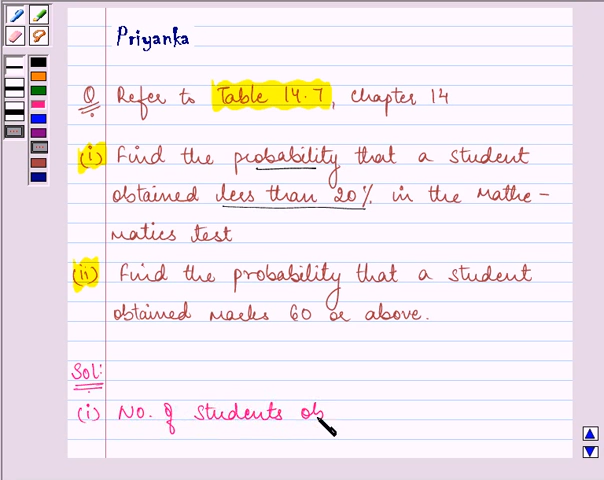 Priyanka
Q Refer to Table 14.7, Chapter 14
(i) Find the probability that a student
obtained less than 20% in the Mathe-
matics test
(ii) Find the probability that a student
obtained marks 60 or above.
Sol:
(i) No. of students ob